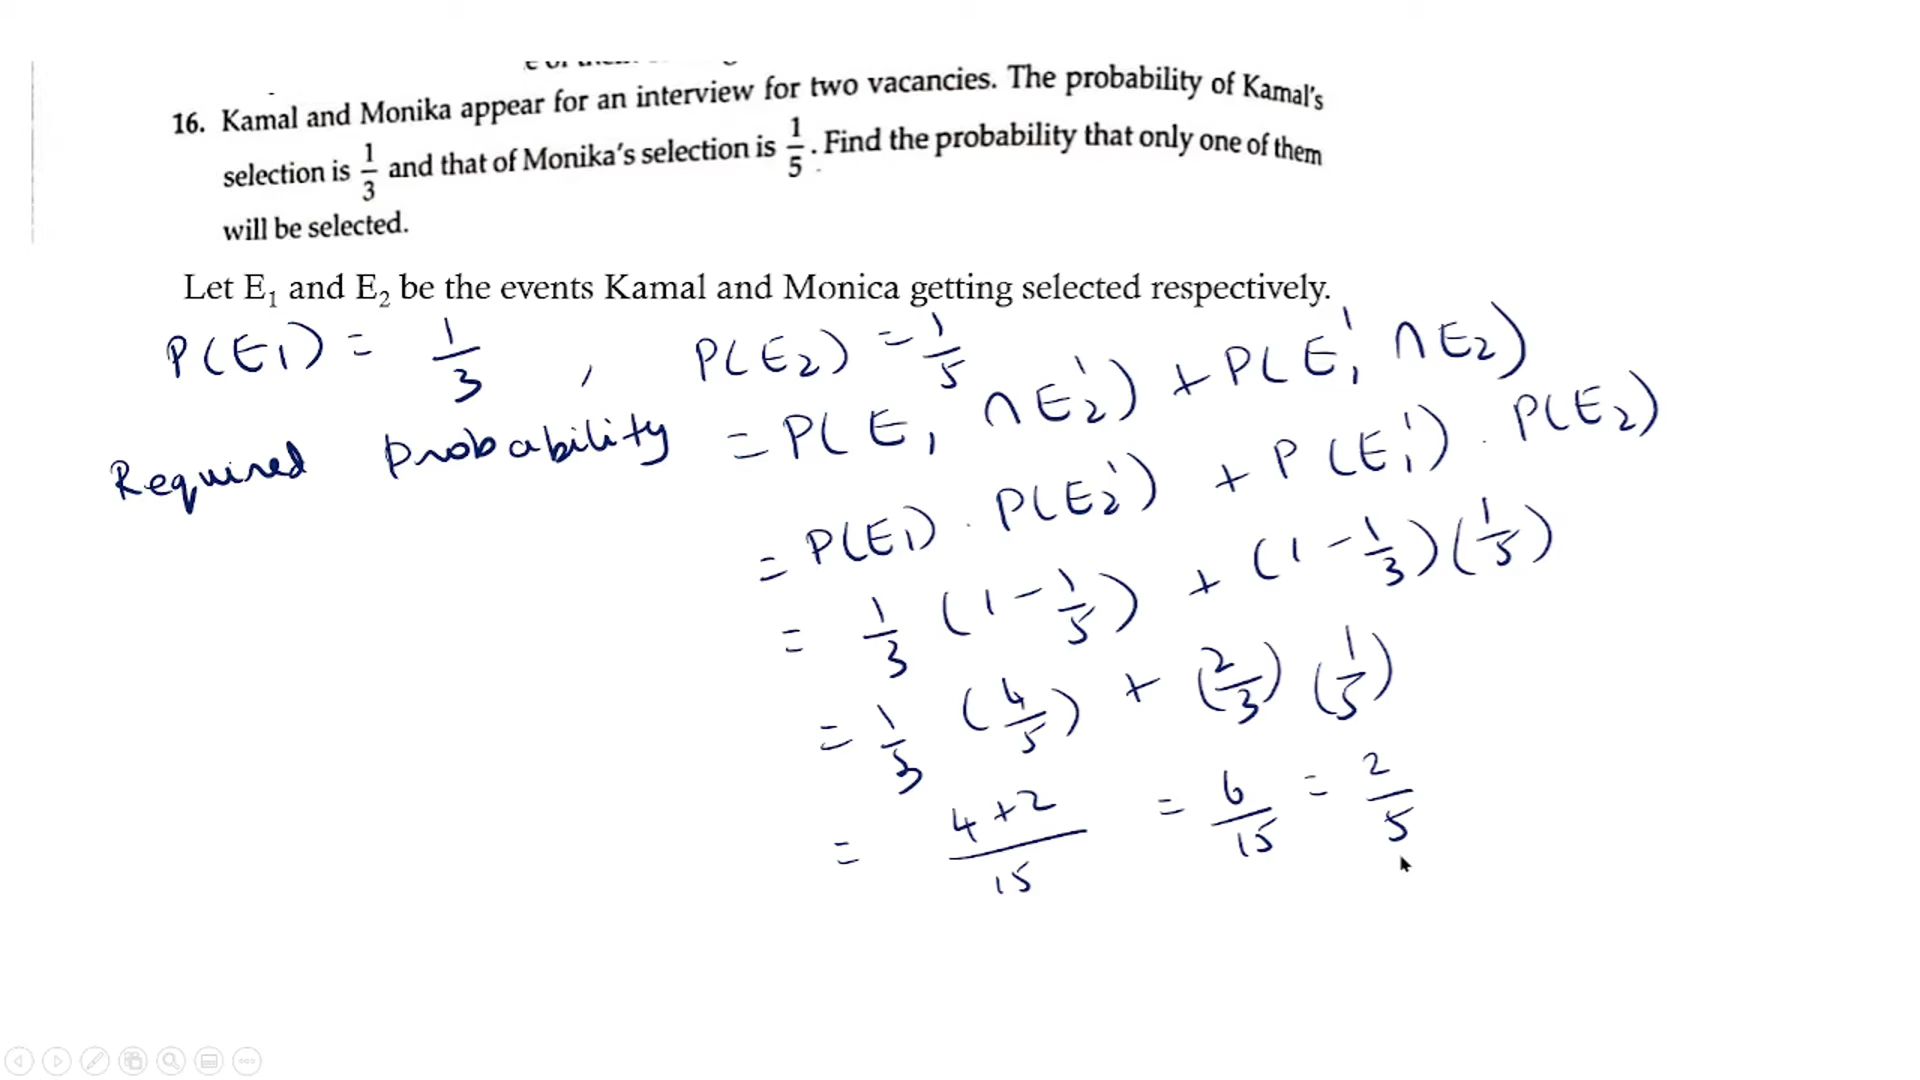 16. Kamal and Monika appear for an interview for two vacancies. The probability of Kamal's
selection is 1/3 and that of Monika's selection is 1/5. Find the probability that only one of them
will be selected.
Let E₁ and E₂ be the events Kamal and Monica getting selected respectively.
P(E1) = 1/3 , P(E2) = 1/5
Required Probability = P(E₁ ∩ E₂') + P(E₁' ∩ E₂)
= P(E1) . P(E₂') + P(E₁') . P(E₂)
= 1/3 (1 - 1/5) + (1 - 1/3)(1/5)
= 1/3 (4/5) + (2/3) (1/5)
= 4+2/15 = 6/15 = 2/5